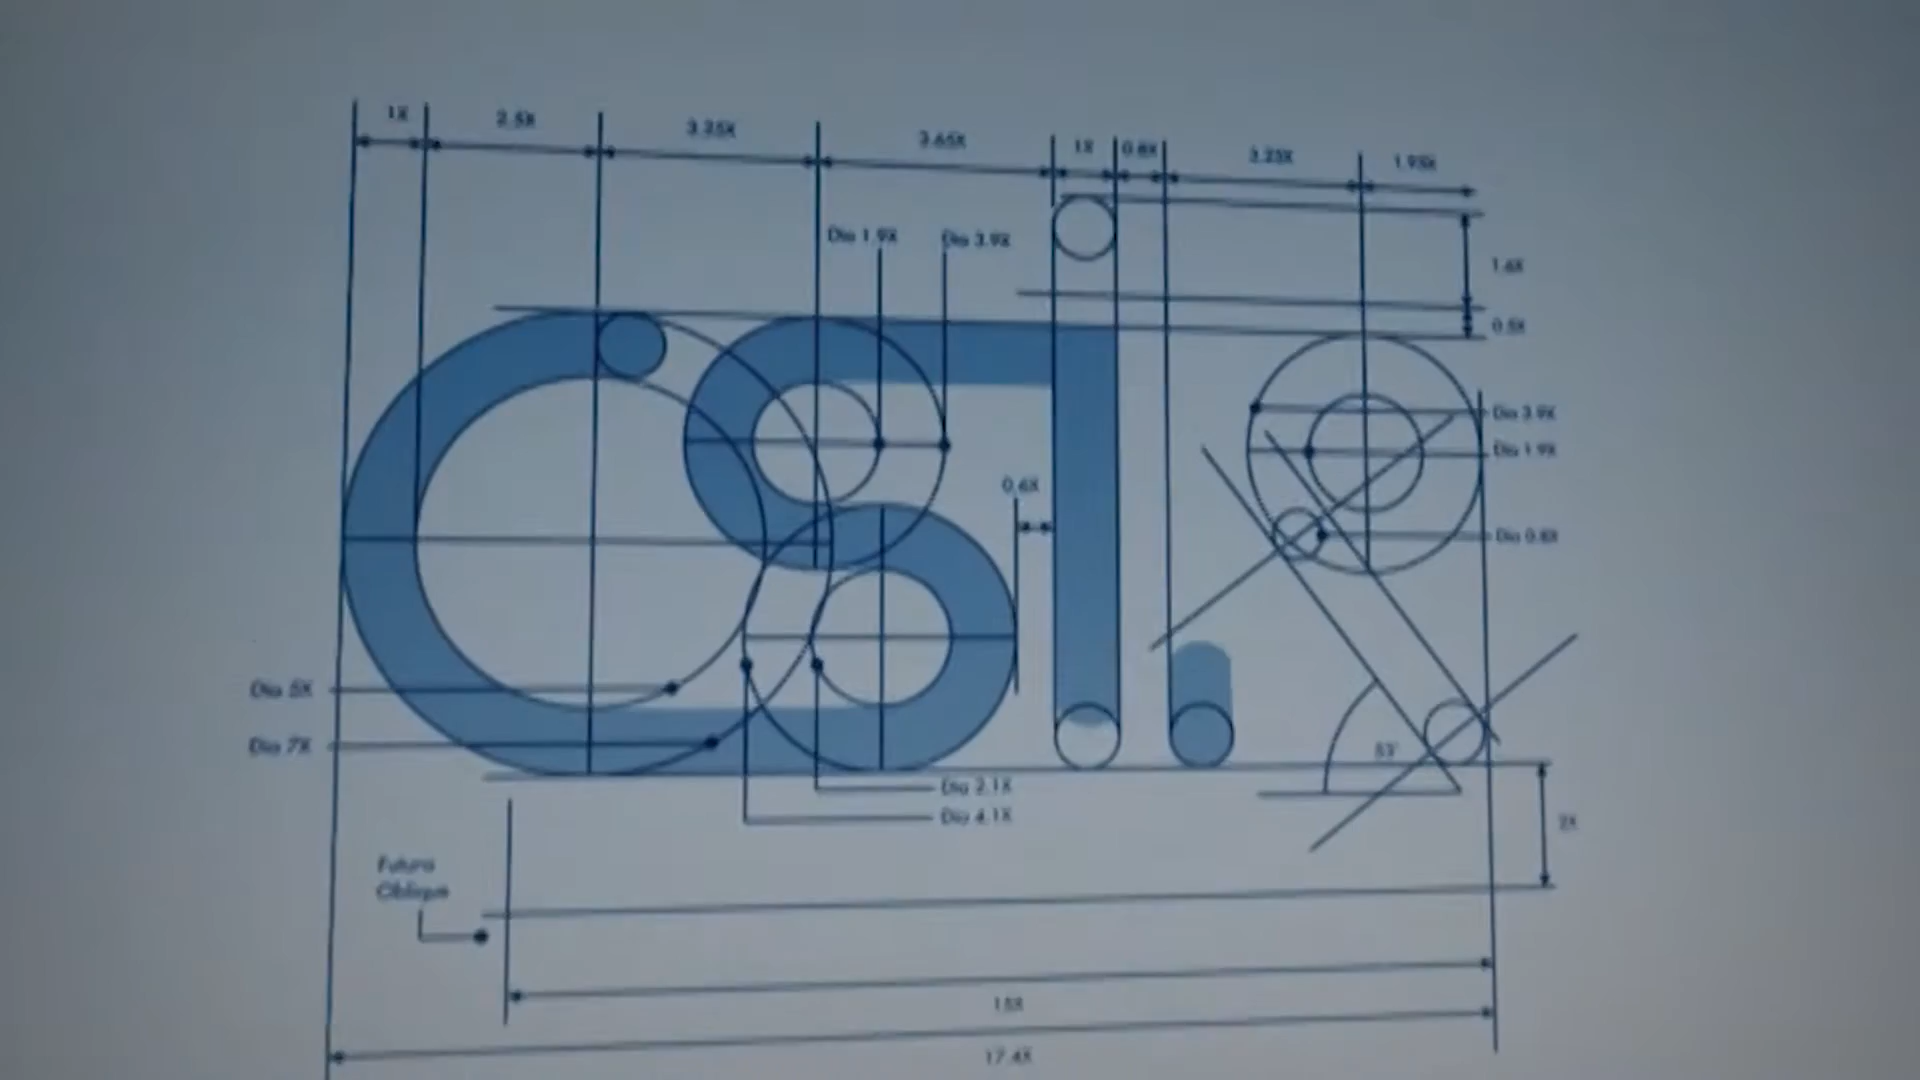 1X
2.5X
3.25X
3.65X
1X
0.8X
3.25X
1.95X
Dia 1.9X
Dia 3.9X
1.6X
0.5X
Dia 3.9X
Dia 1.9X
0.6X
Dia 0.8X
Dia 5X
Dia 7X
53°
Dia 2.1X
Dia 4.1X
2X
Futura
Oblique
15X
17.4X